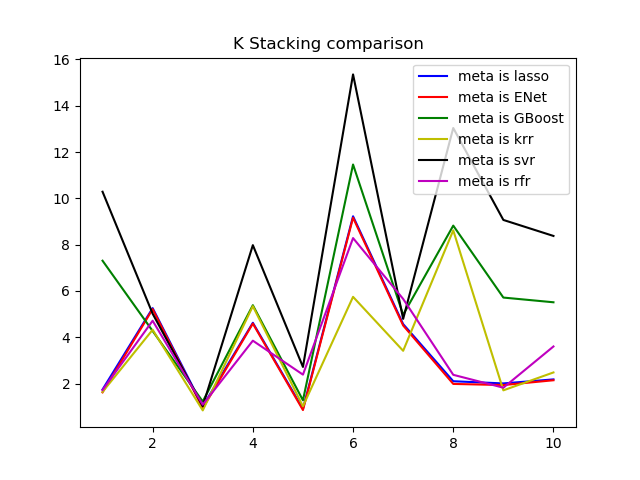 K Stacking comparison
16
14
12
10
8
6
4
2
2
4
6
8
10
meta is lasso
meta is ENet
meta is GBoost
meta is krr
meta is svr
meta is rfr